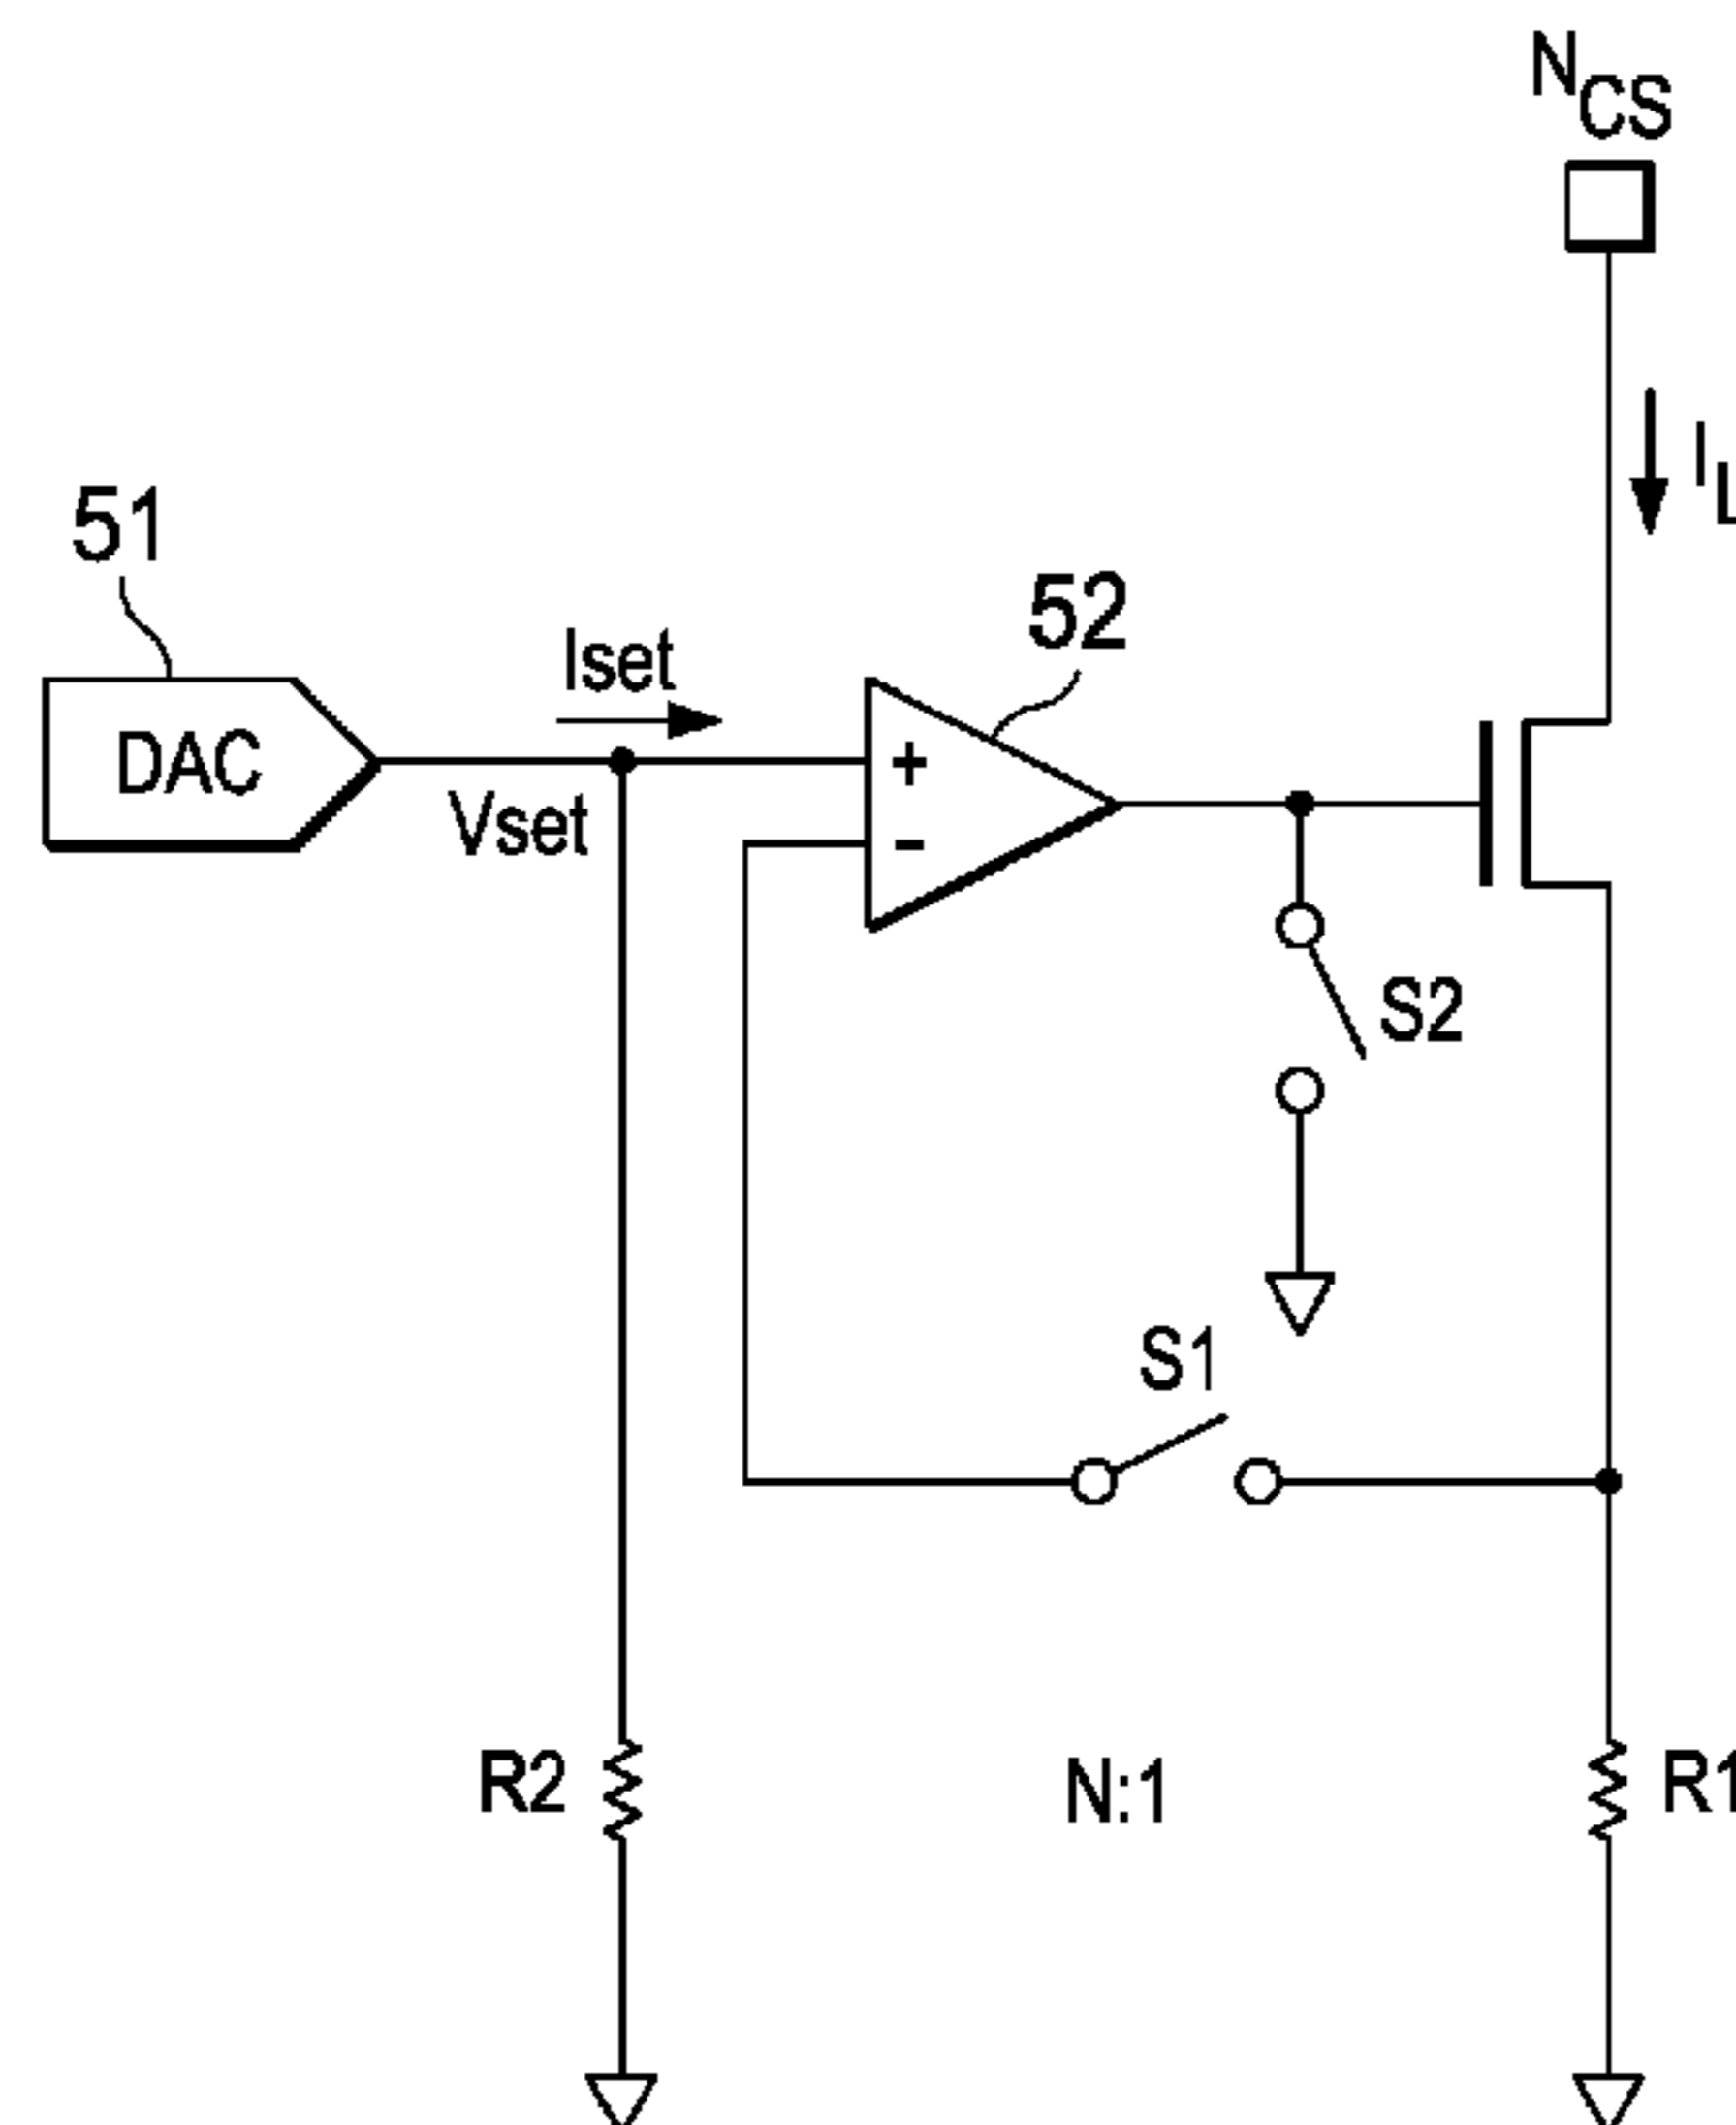 NCS
IL
51
52
Iset
DAC
+
Vset
-
S2
S1
R2
N:1
R1